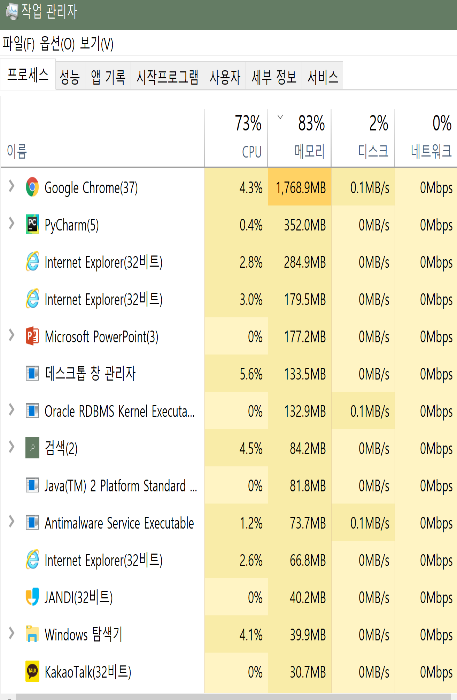 작업 관리자
파일(F) 옵션(O) 보기(V)
프로세스 성능 앱 기록 시작프로그램 사용자 세부 정보 서비스
73% 83% 2% 0%
이름 CPU 메모리 디스크 네트워크
Google Chrome(37) 4.3% 1,768.9MB 0.1MB/s 0Mbps
PyCharm(5) 0.4% 352.0MB 0MB/s 0Mbps
Internet Explorer(32비트) 2.8% 284.9MB 0MB/s 0Mbps
Internet Explorer(32비트) 3.0% 179.5MB 0MB/s 0Mbps
Microsoft PowerPoint(3) 0% 177.2MB 0MB/s 0Mbps
데스크톱 창 관리자 5.6% 133.5MB 0MB/s 0Mbps
Oracle RDBMS Kernel Executa... 0% 132.9MB 0.1MB/s 0Mbps
검색(2) 4.5% 84.2MB 0MB/s 0Mbps
Java(TM) 2 Platform Standard ... 0% 81.8MB 0MB/s 0Mbps
Antimalware Service Executable 1.2% 73.7MB 0.1MB/s 0Mbps
Internet Explorer(32비트) 2.6% 66.8MB 0MB/s 0Mbps
JANDI(32비트) 0% 40.2MB 0MB/s 0Mbps
Windows 탐색기 4.1% 39.9MB 0MB/s 0Mbps
KakaoTalk(32비트) 0% 30.7MB 0MB/s 0Mbps